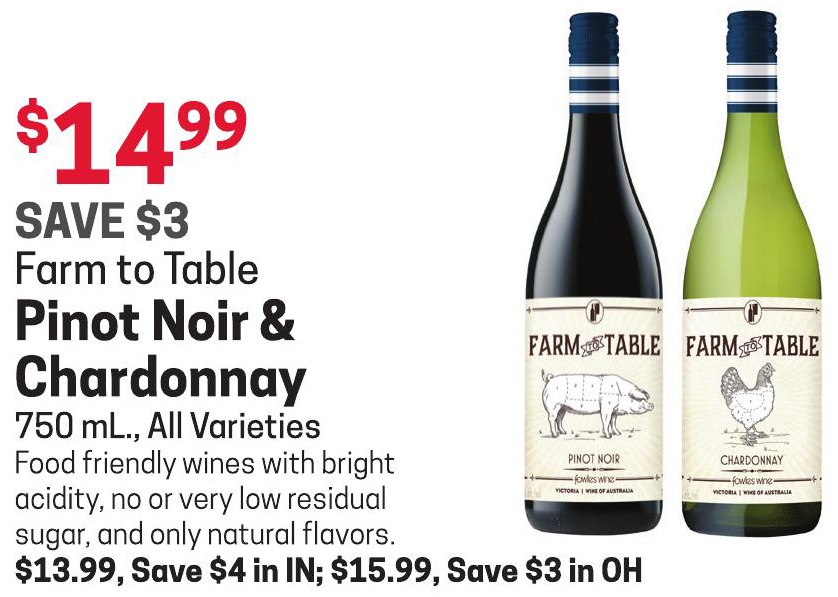 $14.99
SAVE $3
Farm to Table
Pinot Noir &
Chardonnay
750 mL., All Varieties
Food friendly wines with bright
acidity, no or very low residual
sugar, and only natural flavors.
$13.99, Save $4 in IN; $15.99, Save $3 in OH
FARM TO TABLE
PINOT NOIR
fowles wine
VICTORIA | WINE OF AUSTRALIA
FARM TO TABLE
CHARDONNAY
fowles wine
VICTORIA | WINE OF AUSTRALIA